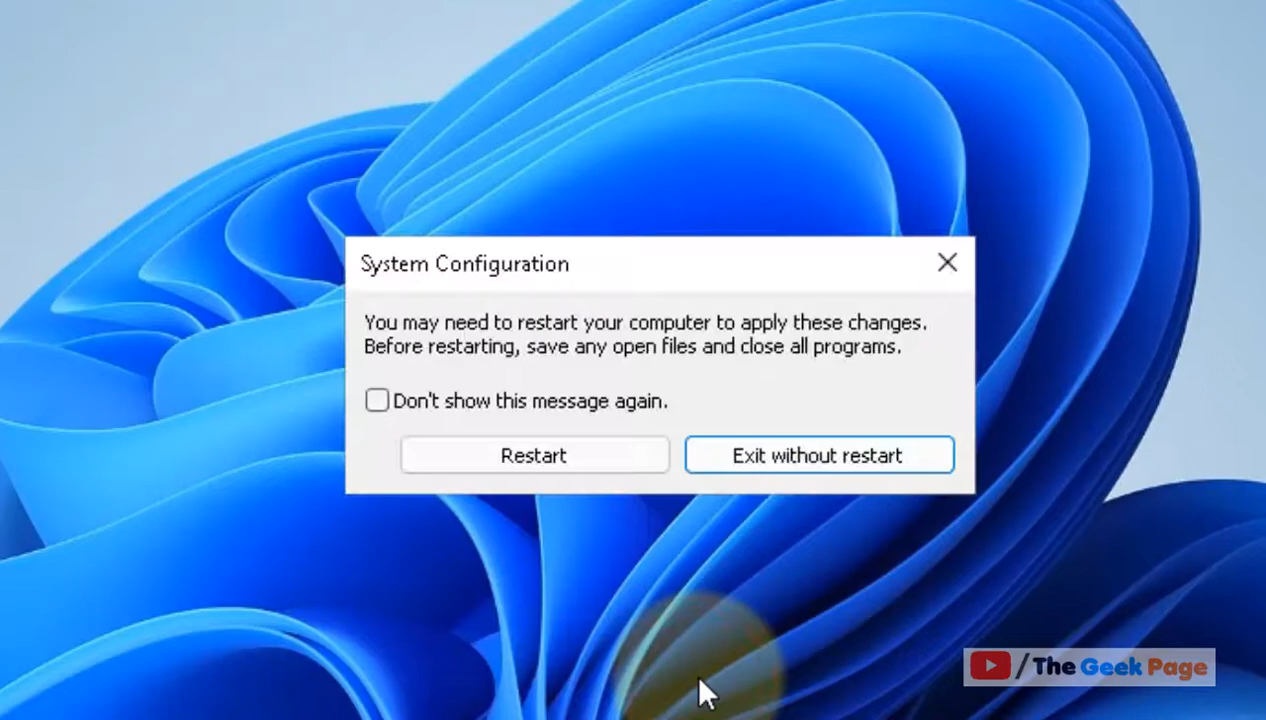 System Configuration
You may need to restart your computer to apply these changes.
Before restarting, save any open files and close all programs.
Don't show this message again.
Restart
Exit without restart
/The Geek Page